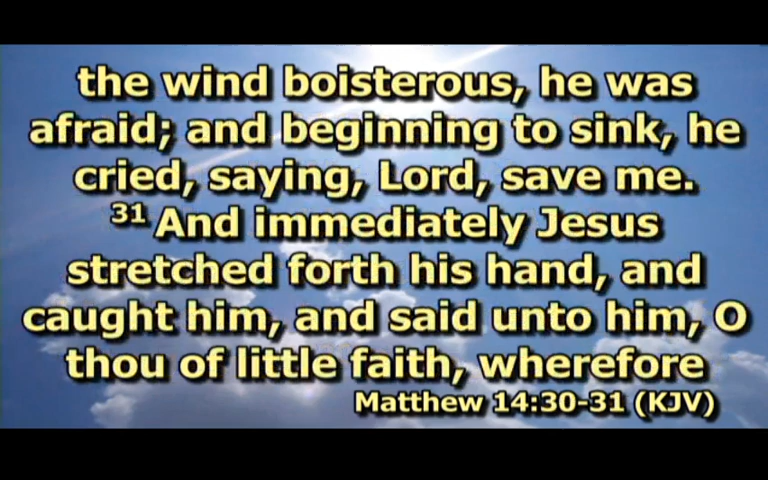 the wind boisterous, he was
afraid; and beginning to sink, he
cried, saying, Lord, save me.
31 And immediately Jesus
stretched forth his hand, and
caught him, and said unto him, O
thou of little faith, wherefore
Matthew 14:30-31 (KJV)